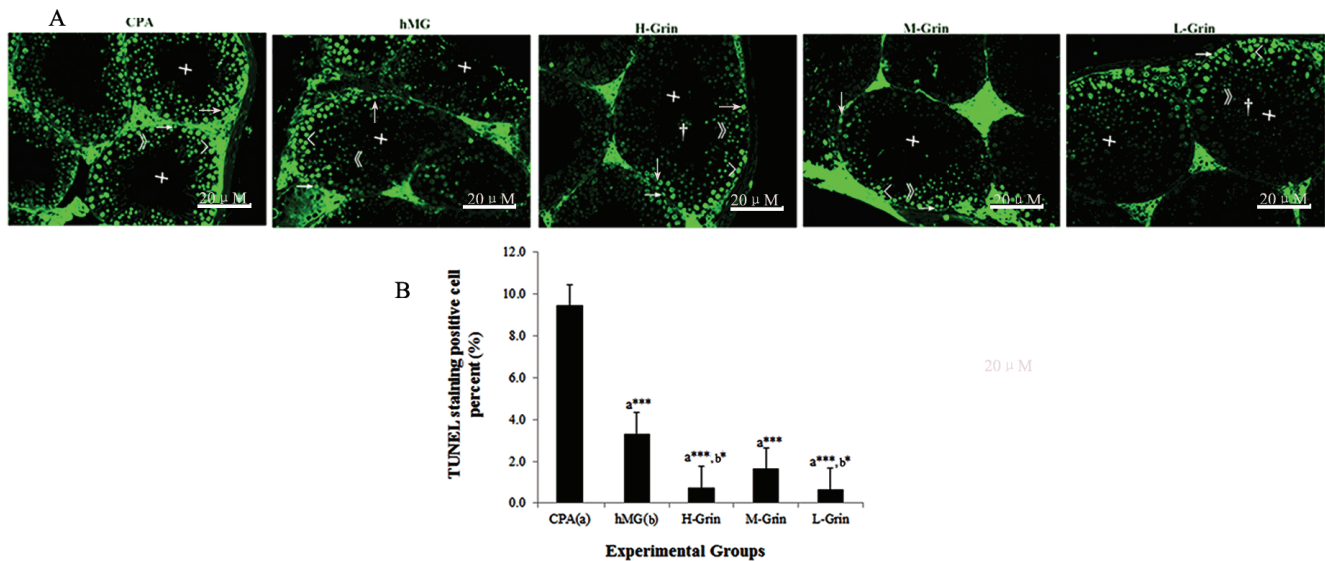 A
CPA
hMG
H-Grin
M-Grin
L-Grin
20 μ M
20 μ M
20 μ M
20 μ M
20 μ M
B
TUNEL staining positive cell
percent (%)
12.0
10.0
8.0
6.0
4.0
2.0
0.0
a***
a***,b*
a***
a***,b*
CPA(a)
hMG(b)
H-Grin
M-Grin
L-Grin
Experimental Groups
20 μ M